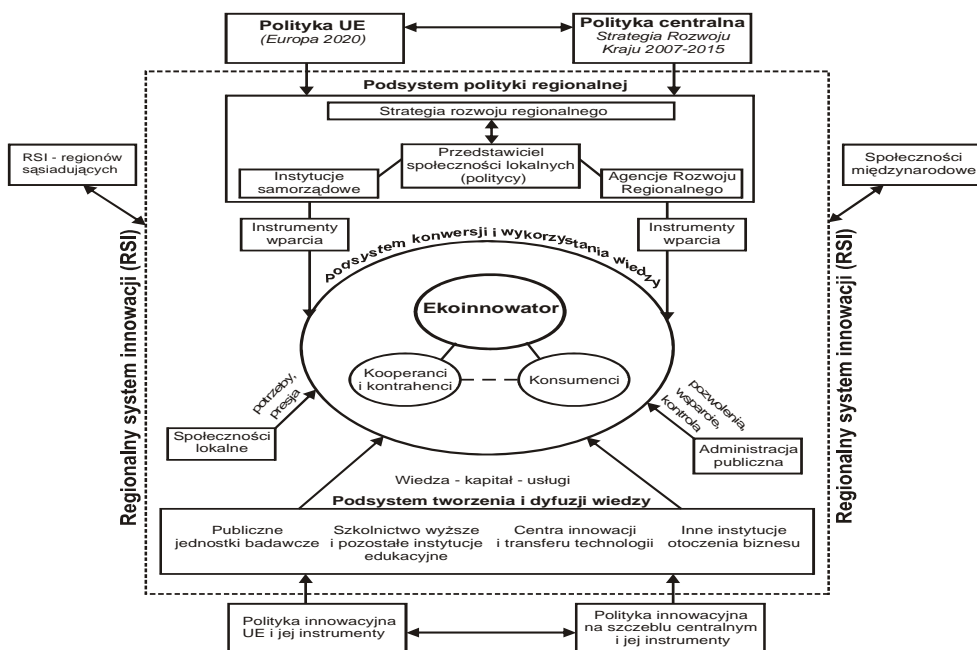 Polityka UE
(Europa 2020)
Polityka centralna
Strategia Rozwoju
Kraju 2007-2015
Podsystem polityki regionalnej
Strategia rozwoju regionalnego
Przedstawiciel
społeczności lokalnych
(politycy)
Instytucje
samorządowe
Agencje Rozwoju
Regionalnego
RSI - regionów
sąsiadujących
Społeczności
międzynarodowe
Instrumenty
wparcia
Instrumenty
wparcia
Podsystem konwersji i wykorzystania wiedzy
Regionalny system innowacji (RSI)
Regionalny system innowacji (RSI)
Ekoinnowator
Kooperanci
i kontrahenci
Konsumenci
potrzeby,
presja
pozwolenia,
wsparcie,
kontrola
Społeczności
lokalne
Administracja
publiczna
Wiedza - kapitał - usługi
Podsystem tworzenia i dyfuzji wiedzy
Publiczne
jednostki badawcze
Szkolnictwo wyższe
i pozostałe instytucje
edukacyjne
Centra innowacji
i transferu technologii
Inne instytucje
otoczenia biznesu
Polityka innowacyjna
UE i jej instrumenty
Polityka innowacyjna
na szczeblu centralnym
i jej instrumenty